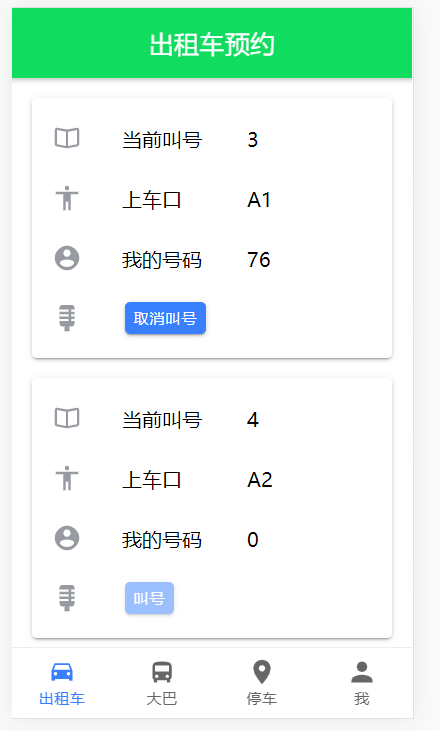 出租车预约
当前叫号 3
上车口 A1
我的号码 76
取消叫号
当前叫号 4
上车口 A2
我的号码 0
叫号
出租车 大巴 停车 我